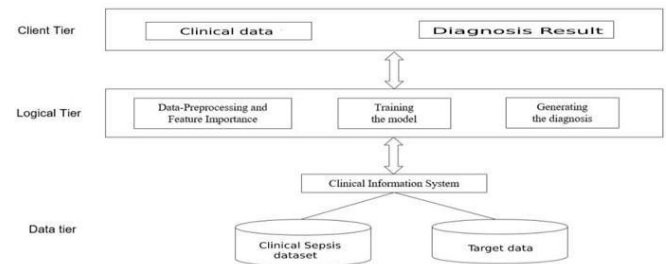 Client Tier
Clinical data
Diagnosis Result
Logical Tier
Data-Preprocessing and
Feature Importance
Training
the model
Generating
the diagnosis
Clinical Information System
Data tier
Clinical Sepsis
dataset
Target data